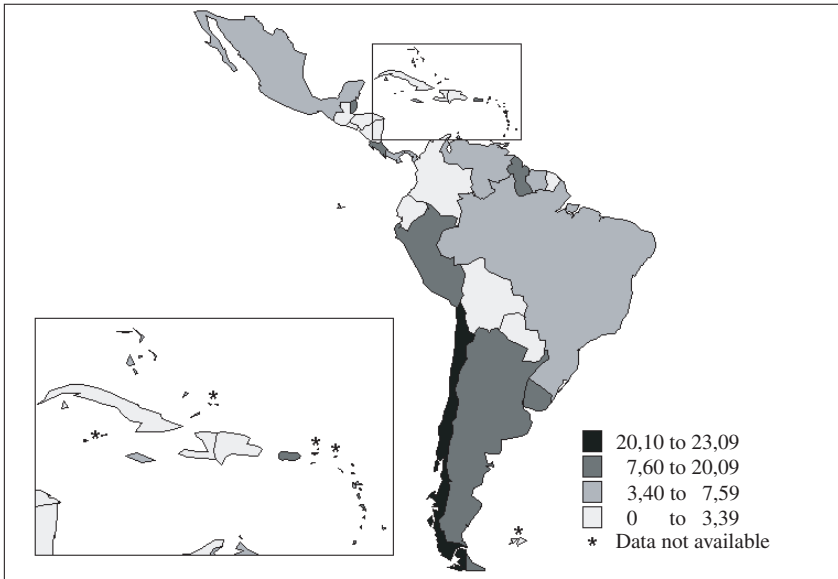 20,10 to 23,09
7,60 to 20,09
3,40 to 7,59
0 to 3,39
* Data not available
*
*
*
*
*